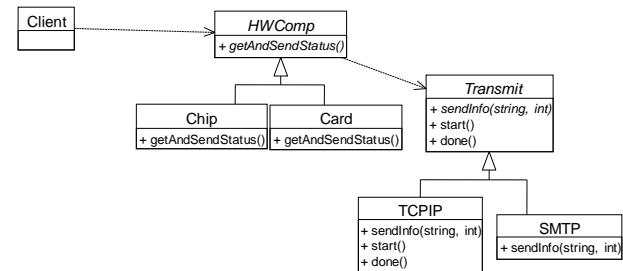 Client
HWComp
+ getAndSendStatus()
Chip
+ getAndSendStatus()
Card
+ getAndSendStatus()
Transmit
+ sendInfo(string, int)
+ start()
+ done()
TCPIP
+ sendInfo(string, int)
+ start()
+ done()
SMTP
+ sendInfo(string, int)